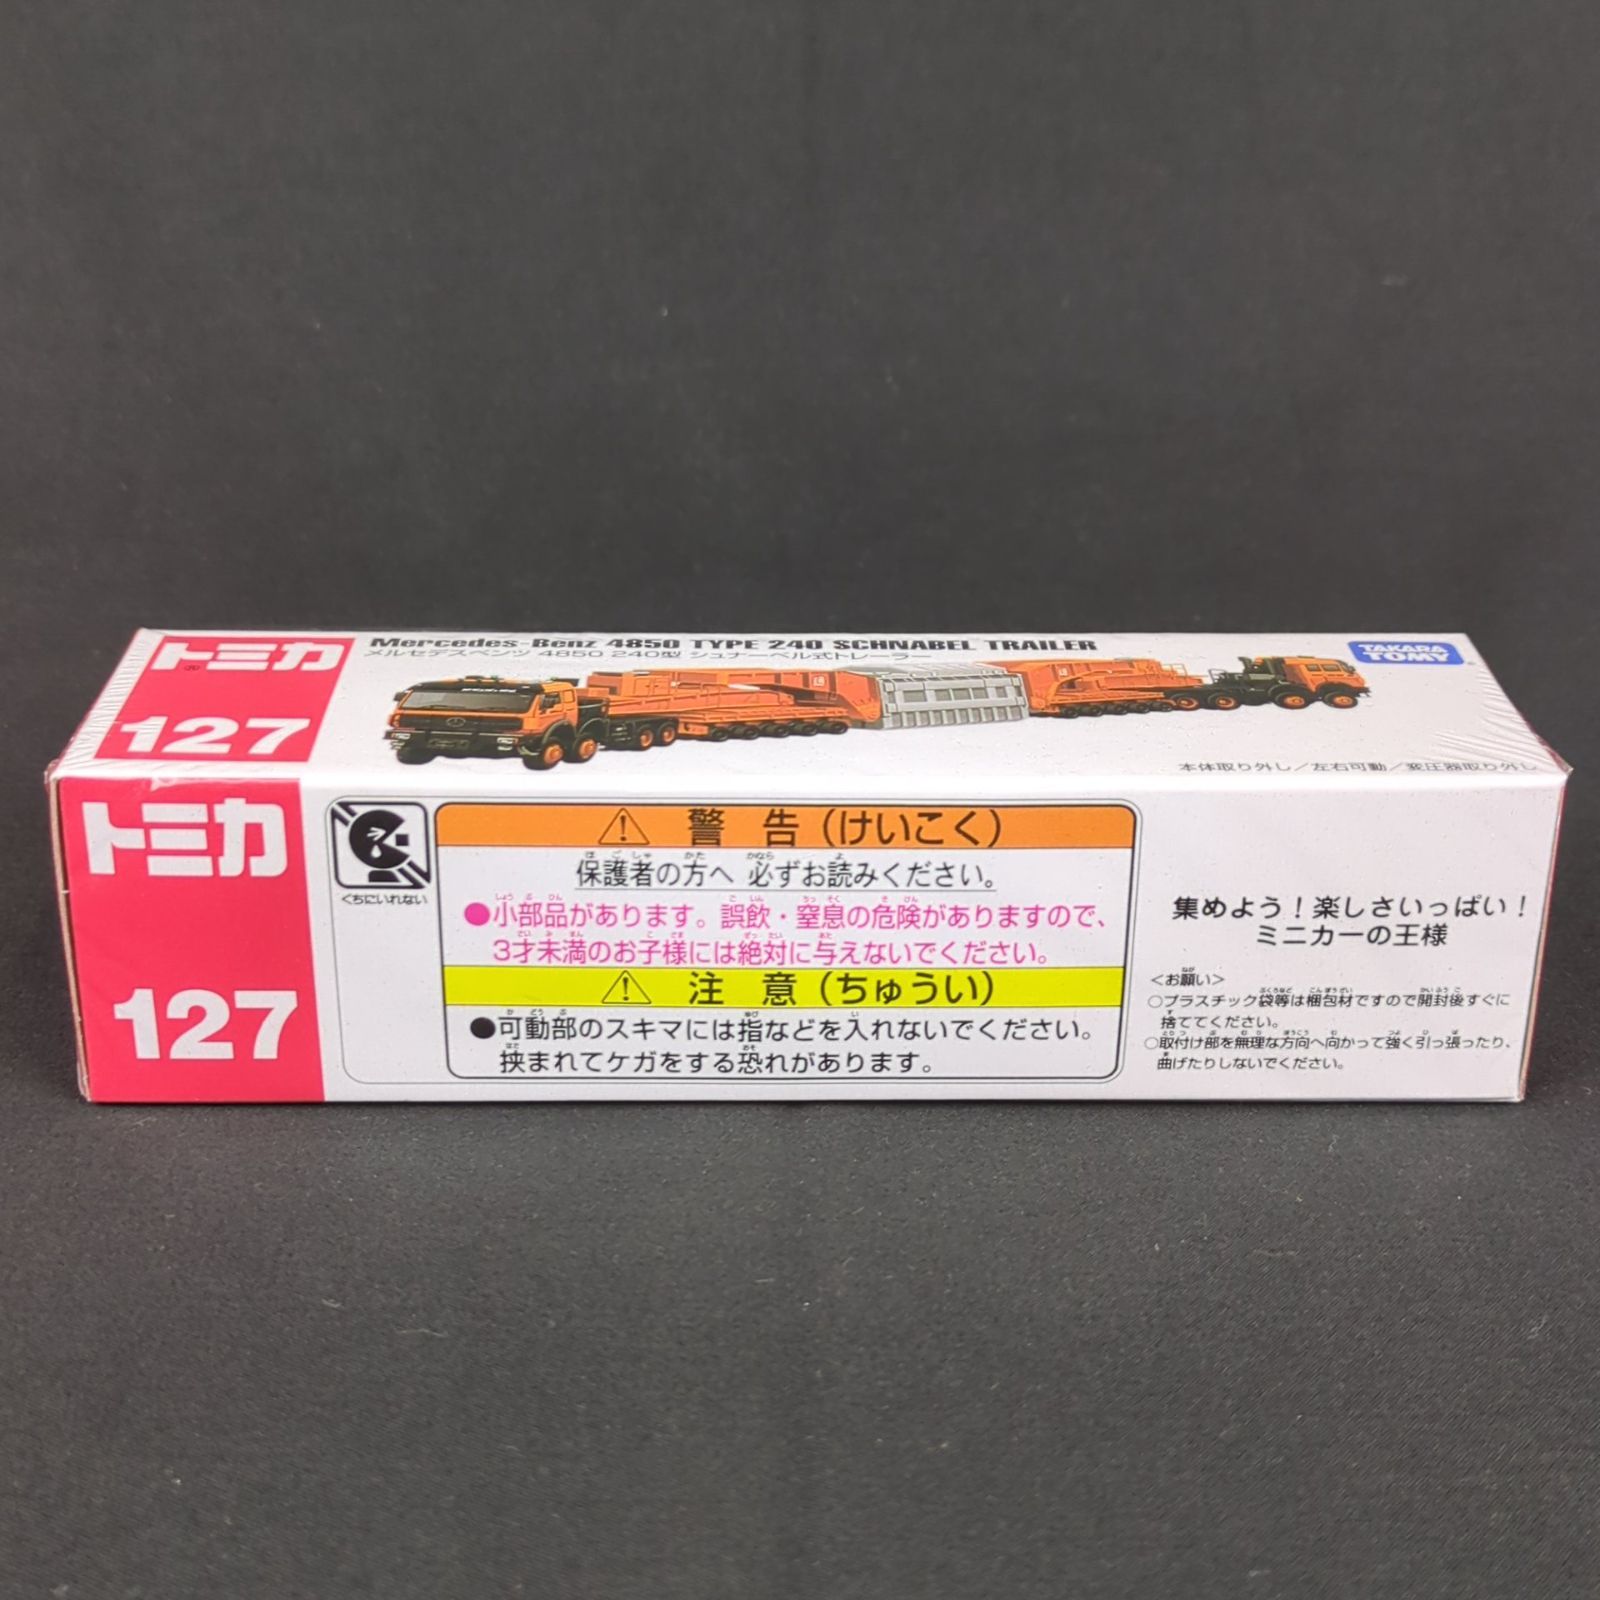 トミカ
127
Mercedes-Benz 4850 TYPE 240 SCHNABEL TRAILER
メルセデスベンツ 4850 240型 シュナーベル式トレーラー
TAKARA
TOMY
本体取り外し/左右可動/変圧器取り外し
トミカ
127
くちにいれない
警 告(けいこく)
保護者の方へ 必ずお読みください。
●小部品があります。誤飲・窒息の危険がありますので、
3才未満のお子様には絶対に与えないでください。
注 意(ちゅうい)
●可動部のスキマには指などを入れないでください。
挟まれてケガをする恐れがあります。
集めよう!楽しさいっぱい!
ミニカーの王様
<お願い>
○プラスチック袋等は梱包材ですので開封後すぐに
捨ててください。
○取付け部を無理な方向へ向かって強く引っ張ったり、
曲げたりしないでください。